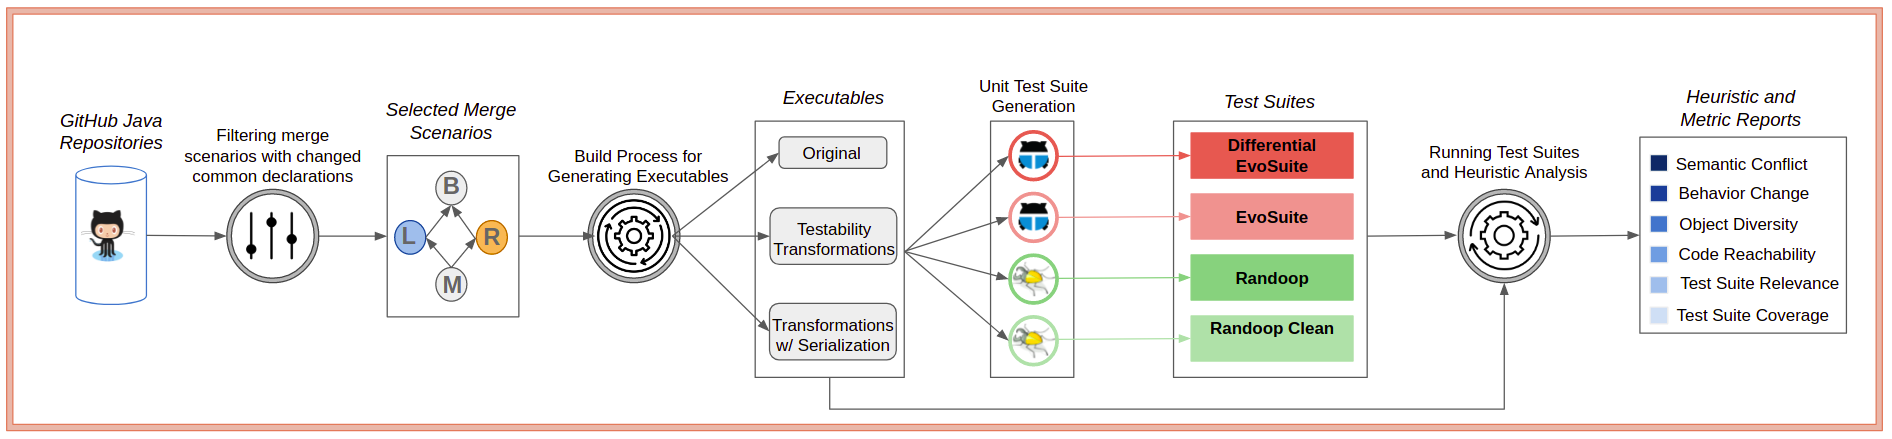 GitHub Java
Repositories
Filtering merge
scenarios with changed
common declarations
Selected Merge
Scenarios
B
L
R
M
Build Process for
Generating Executables
Executables
Original
Testability
Transformations
Transformations
w/ Serialization
Unit Test Suite
Generation
Test Suites
Differential
EvoSuite
EvoSuite
Randoop
Randoop Clean
Running Test Suites
and Heuristic Analysis
Heuristic and
Metric Reports
Semantic Conflict
Behavior Change
Object Diversity
Code Reachability
Test Suite Relevance
Test Suite Coverage